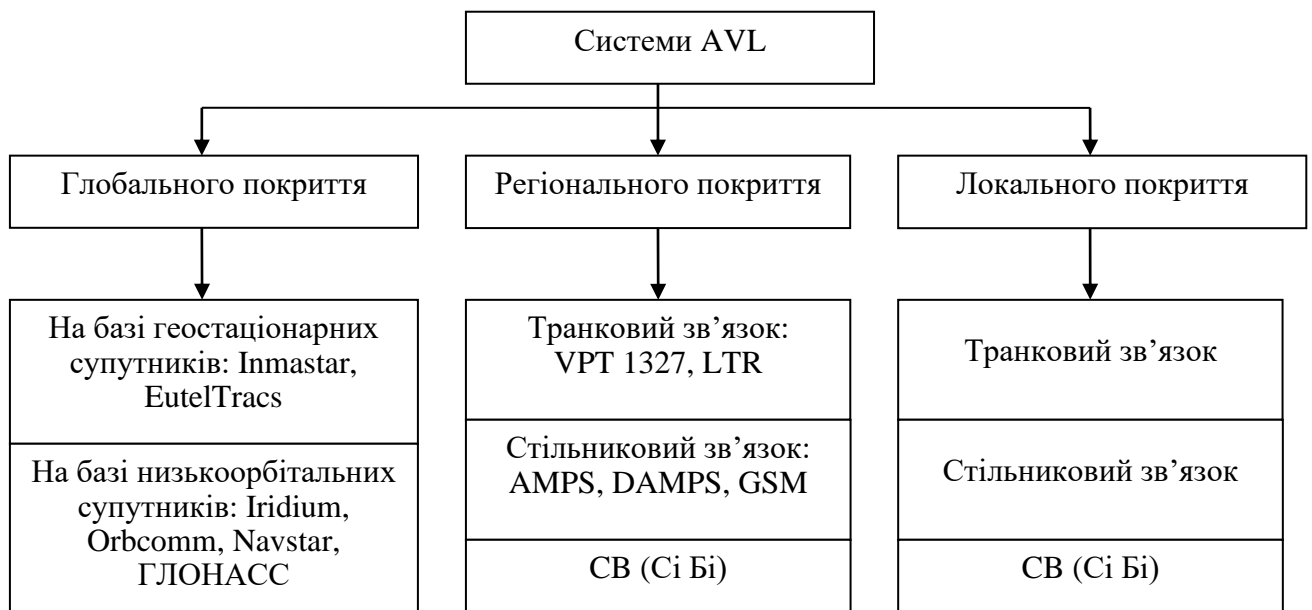 Системи AVL
Глобального покриття
Регіонального покриття
Локального покриття
На базі геостаціонарних
супутників: Inmastar,
EutelTracs
На базі низькоорбітальних
супутників: Iridium,
Orbcomm, Navstar,
ГЛОНАСС
Транковий зв’язок:
VPT 1327, LTR
Стільниковий зв’язок:
AMPS, DAMPS, GSM
СВ (Сі Бі)
Транковий зв’язок
Стільниковий зв’язок
СВ (Сі Бі)